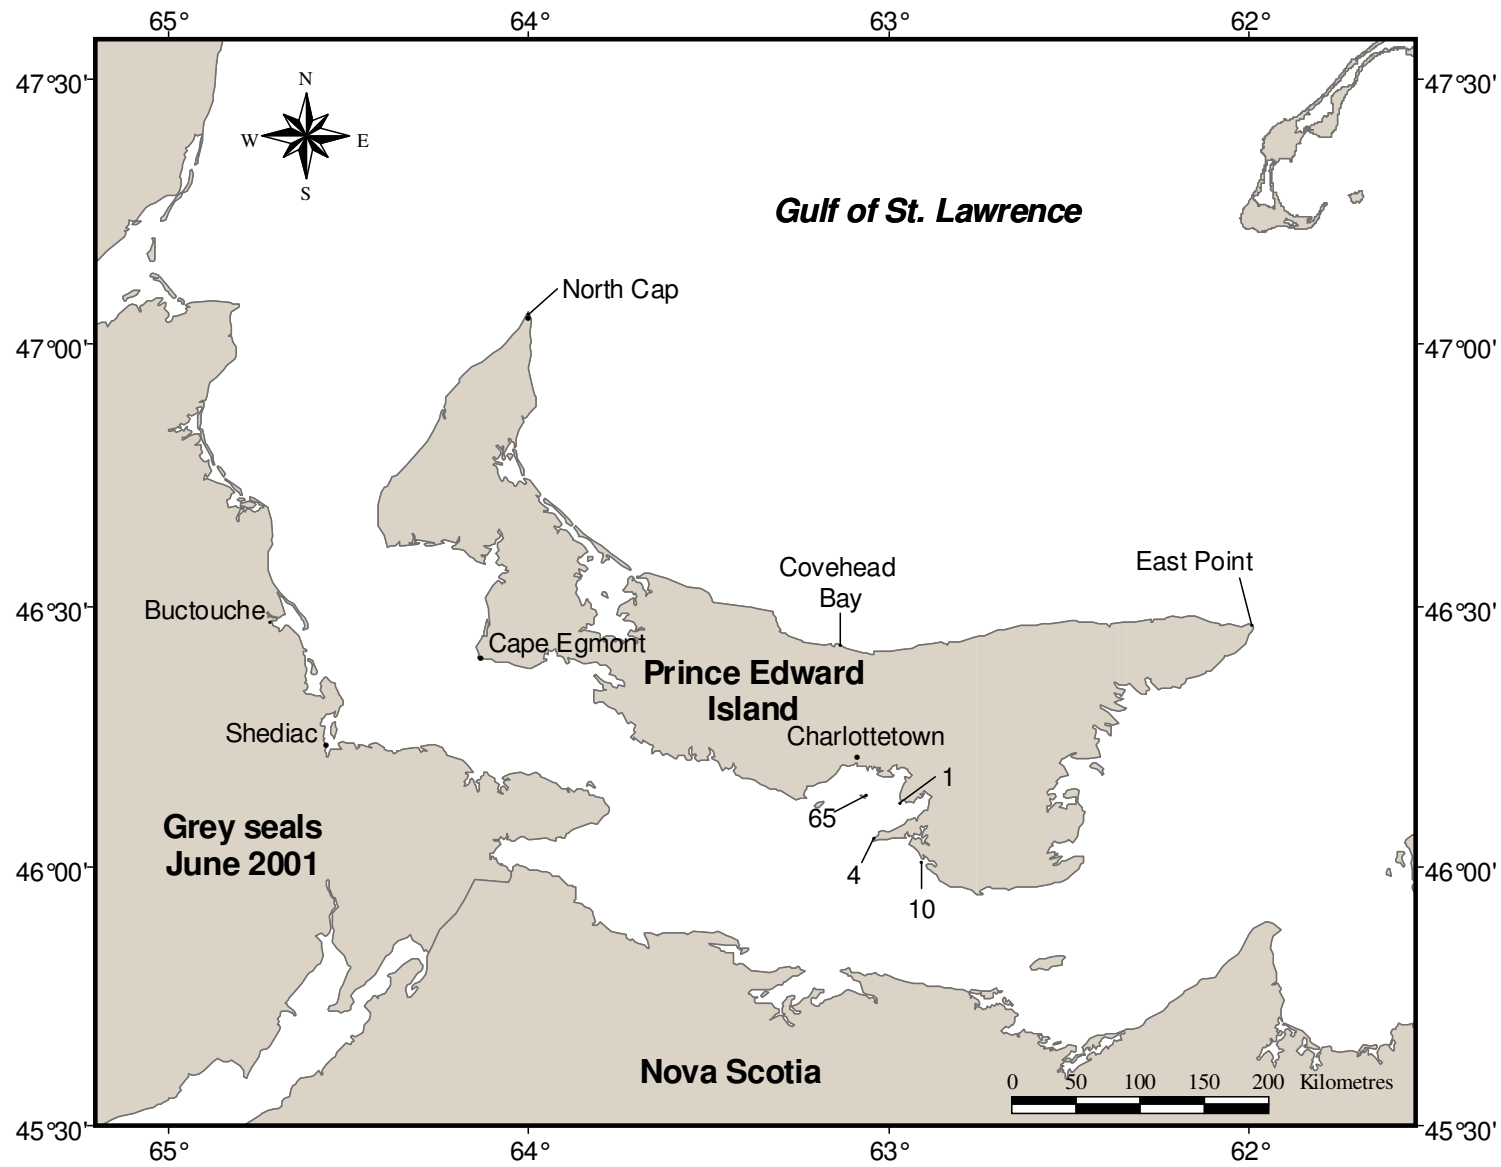 65° 64° 63° 62°
47°30' 47°30'
N
W E
S
Gulf of St. Lawrence
North Cap
47°00' 47°00'
East Point
Covehead
Bay
46°30' 46°30'
Buctouche
Cape Egmont
Prince Edward
Island
Shediac
Charlottetown
1
65
Grey seals
June 2001
4
46°00' 46°00'
10
Nova Scotia
0 50 100 150 200 Kilometres
45°30' 45°30'
65° 64° 63° 62°